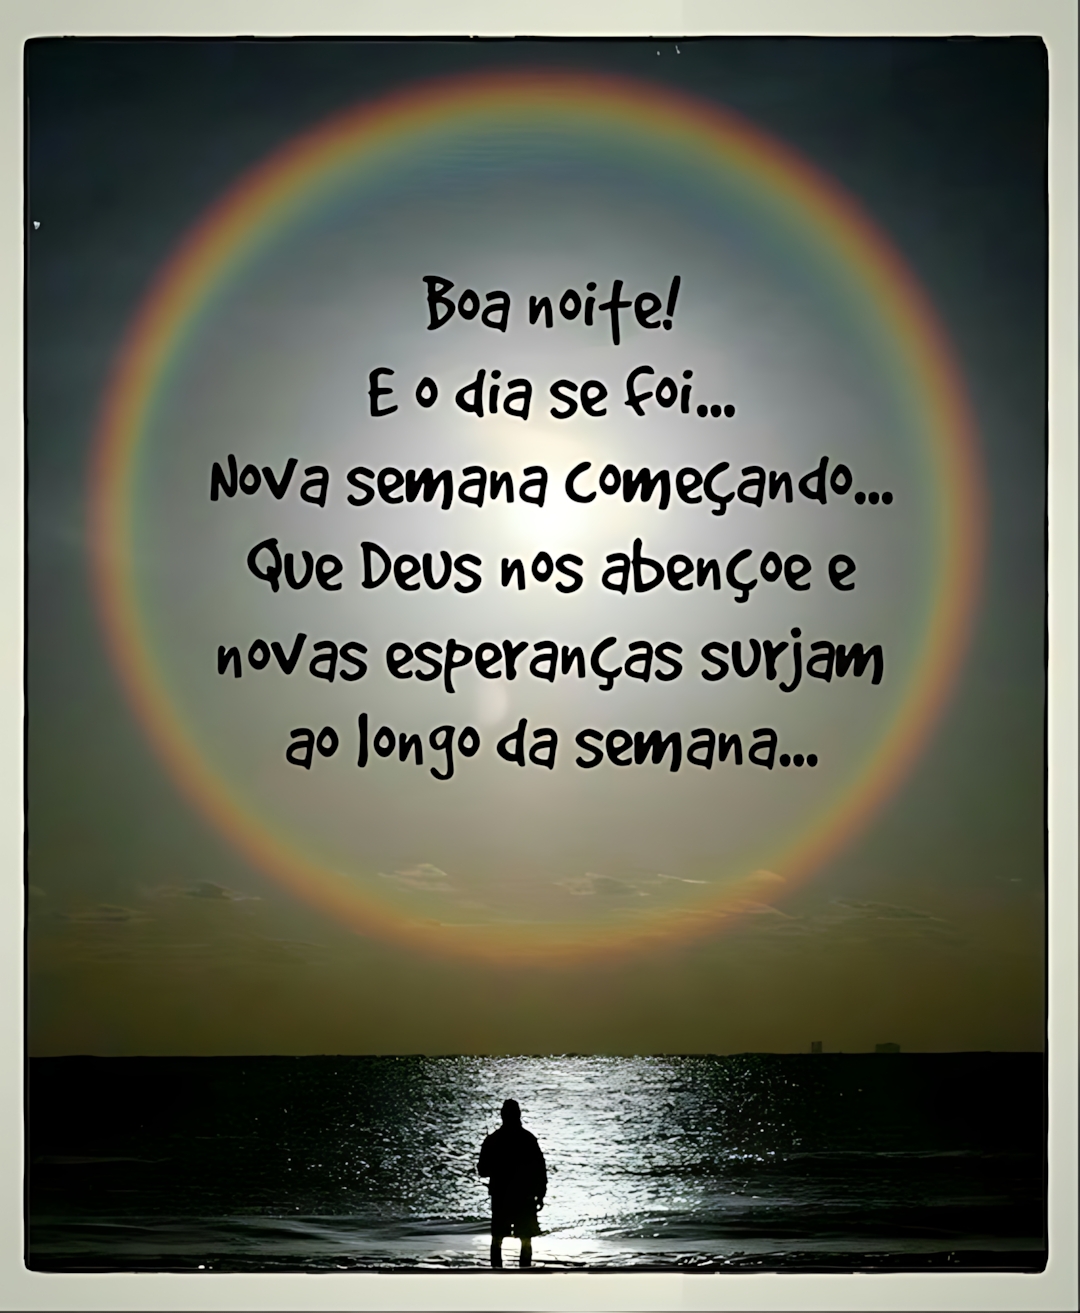 Boa noite!
E o dia se foi...
Nova semana começando...
Que Deus nos abençoe e
novas esperanças surjam
ao longo da semana...